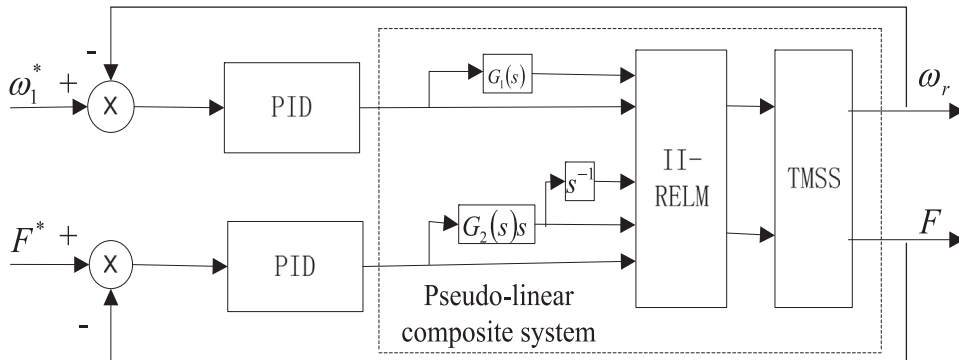 -
ω₁* +
X
PID
G₁(s)
II-
RELM
TMSS
ωᵣ
s⁻¹
G₂(s)s
F* +
X
PID
F
-
Pseudo-linear
composite system